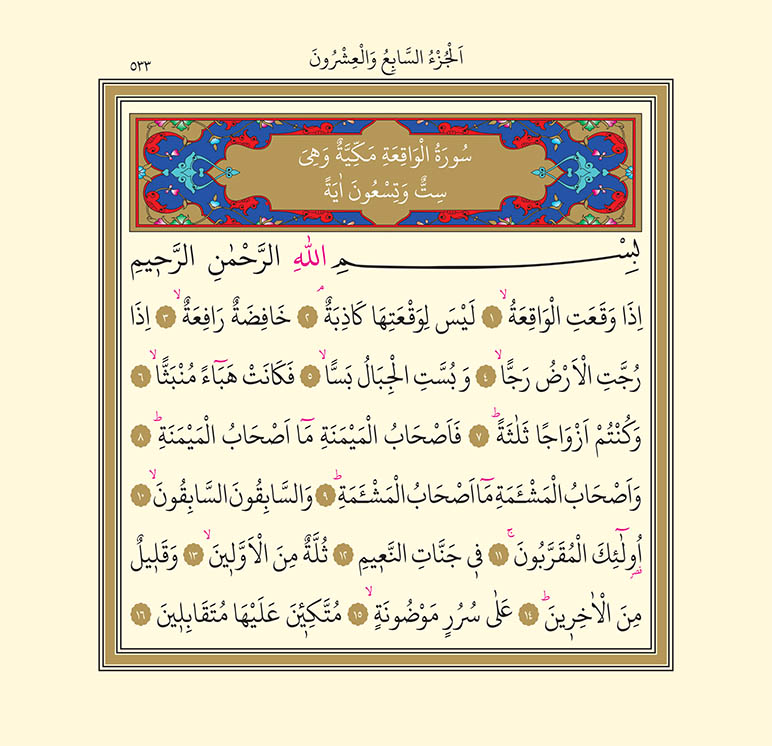 اَلْجُزْءُ السَّابِعُ وَالْعِشْرُونَ
٥٣٣
سُورَةُ الْوَاقِعَةِ مَكِّيَّةٌ وَهِيَ
سِتٌّ وَتِسْعُونَ اٰيَةً
بِسْمِ اللّٰهِ الرَّحْمٰنِ الرَّح۪يمِ
اِذَا وَقَعَتِ الْوَاقِعَةُۙ ١ لَيْسَ لِوَقْعَتِهَا كَاذِبَةٌۢ ٢ خَافِضَةٌ رَافِعَةٌۙ ٣ اِذَا
رُجَّتِ الْاَرْضُ رَجًّاۙ ٤ وَبُسَّتِ الْجِبَالُ بَسًّاۙ ٥ فَكَانَتْ هَبَٓاءً مُنْبَثًّاۙ ٦
وَكُنْتُمْ اَزْوَاجًا ثَلٰثَةًۜ ٧ فَاَصْحَابُ الْمَيْمَنَةِ مَٓا اَصْحَابُ الْمَيْمَنَةِۜ ٨
وَاَصْحَابُ الْمَشْـَٔمَةِ مَٓا اَصْحَابُ الْمَشْـَٔمَةِۜ ٩ وَالسَّابِقُونَ السَّابِقُونَۙ ١٠
اُو۬لٰٓئِكَ الْمُقَرَّبُونَۚ ١١ ف۪ي جَنَّاتِ النَّع۪يمِ ١٢ ثُلَّةٌ مِنَ الْاَوَّل۪ينَۙ ١٣ وَقَل۪يلٌ
مِنَ الْاٰخِر۪ينَۜ ١٤ عَلٰى سُرُرٍ مَوْضُونَةٍۙ ١٥ مُتَّكِـ۪ٔينَ عَلَيْهَا مُتَقَابِل۪ينَ ١٦